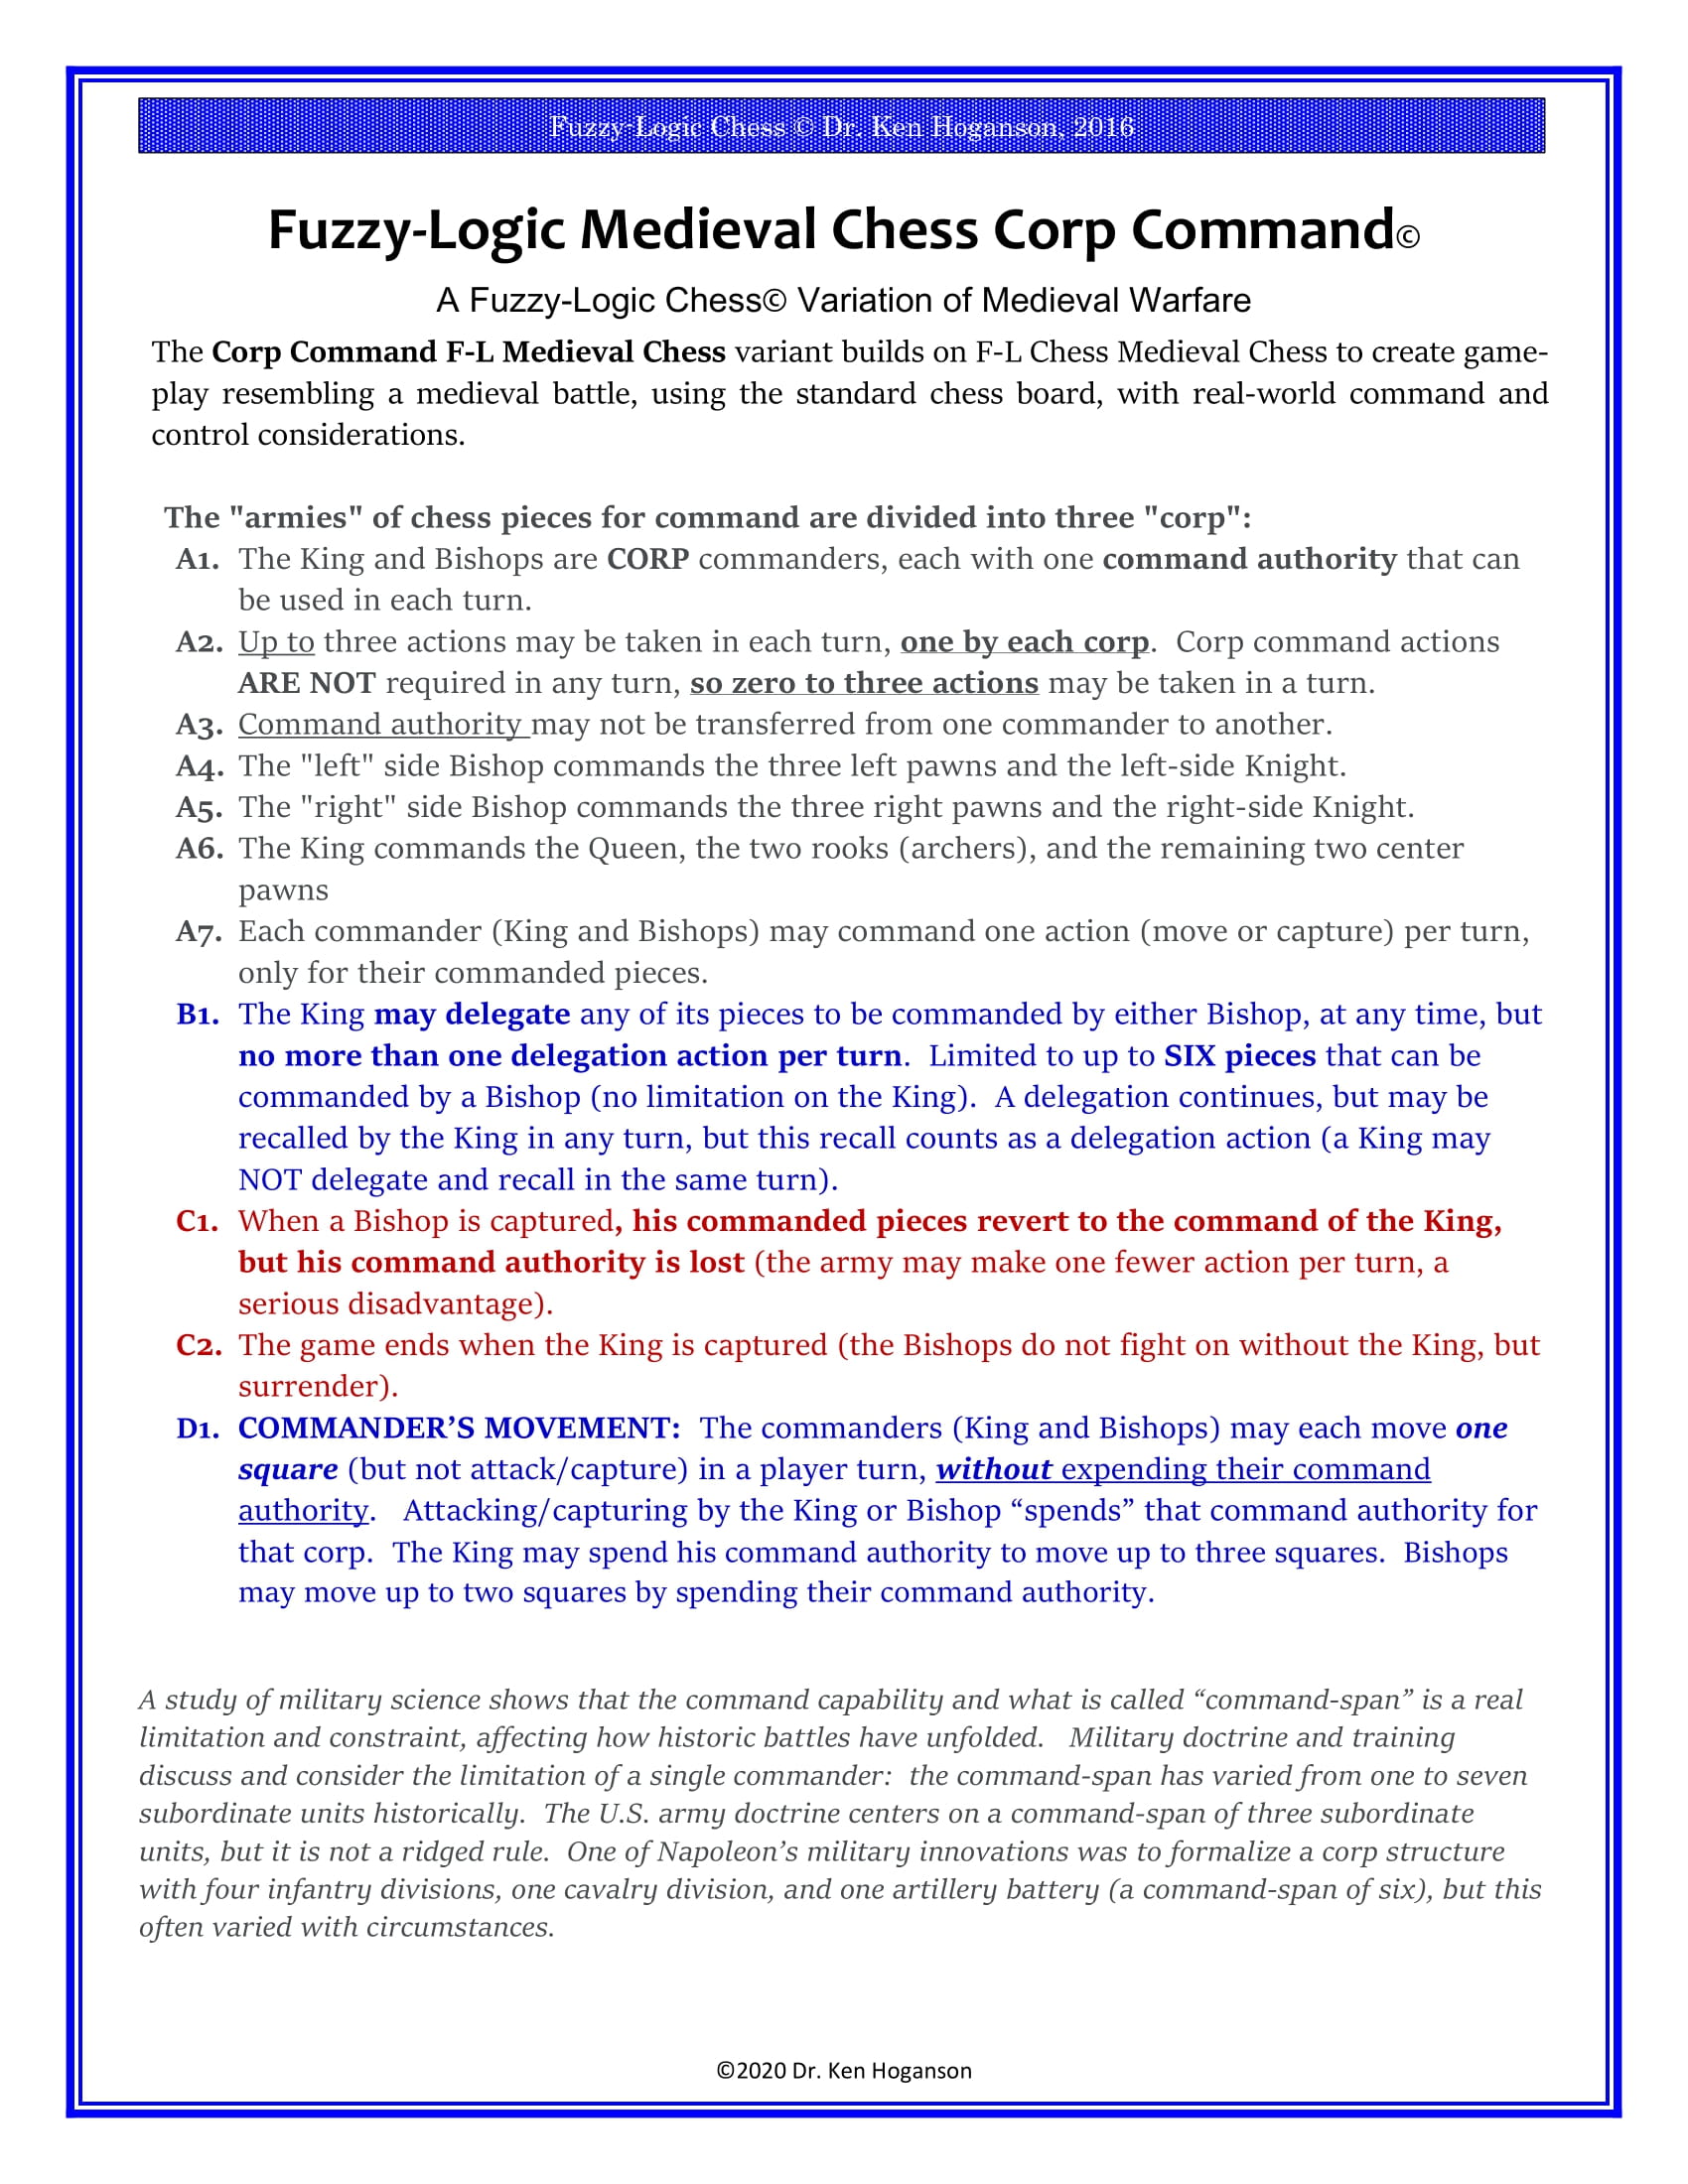 Fuzzy-Logic Chess © Dr. Ken Hoganson, 2016
Fuzzy-Logic Medieval Chess Corp Command©
A Fuzzy-Logic Chess© Variation of Medieval Warfare
The Corp Command F-L Medieval Chess variant builds on F-L Chess Medieval Chess to create game-
play resembling a medieval battle, using the standard chess board, with real-world command and
control considerations.
The "armies" of chess pieces for command are divided into three "corp":
A1. The King and Bishops are CORP commanders, each with one command authority that can
be used in each turn.
A2. Up to three actions may be taken in each turn, one by each corp. Corp command actions
ARE NOT required in any turn, so zero to three actions may be taken in a turn.
A3. Command authority may not be transferred from one commander to another.
A4. The "left" side Bishop commands the three left pawns and the left-side Knight.
A5. The "right" side Bishop commands the three right pawns and the right-side Knight.
A6. The King commands the Queen, the two rooks (archers), and the remaining two center
pawns
A7. Each commander (King and Bishops) may command one action (move or capture) per turn,
only for their commanded pieces.
B1. The King may delegate any of its pieces to be commanded by either Bishop, at any time, but
no more than one delegation action per turn. Limited to up to SIX pieces that can be
commanded by a Bishop (no limitation on the King). A delegation continues, but may be
recalled by the King in any turn, but this recall counts as a delegation action (a King may
NOT delegate and recall in the same turn).
C1. When a Bishop is captured, his commanded pieces revert to the command of the King,
but his command authority is lost (the army may make one fewer action per turn, a
serious disadvantage).
C2. The game ends when the King is captured (the Bishops do not fight on without the King, but
surrender).
D1. COMMANDER’S MOVEMENT: The commanders (King and Bishops) may each move one
square (but not attack/capture) in a player turn, without expending their command
authority. Attacking/capturing by the King or Bishop “spends” that command authority for
that corp. The King may spend his command authority to move up to three squares. Bishops
may move up to two squares by spending their command authority.
A study of military science shows that the command capability and what is called “command-span” is a real
limitation and constraint, affecting how historic battles have unfolded. Military doctrine and training
discuss and consider the limitation of a single commander: the command-span has varied from one to seven
subordinate units historically. The U.S. army doctrine centers on a command-span of three subordinate
units, but it is not a ridged rule. One of Napoleon’s military innovations was to formalize a corp structure
with four infantry divisions, one cavalry division, and one artillery battery (a command-span of six), but this
often varied with circumstances.
©2020 Dr. Ken Hoganson